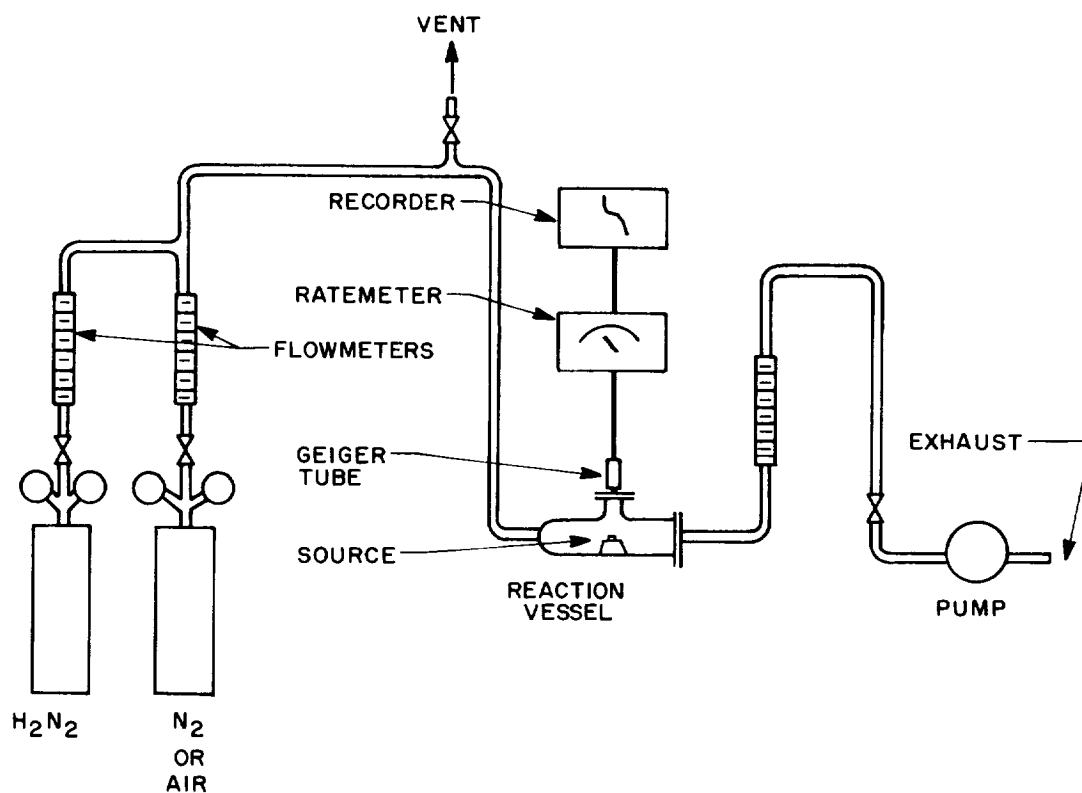 VENT
RECORDER
RATEMETER
FLOWMETERS
GEIGER
TUBE
EXHAUST
SOURCE
REACTION
VESSEL
PUMP
H₂N₂
N₂
OR
AIR